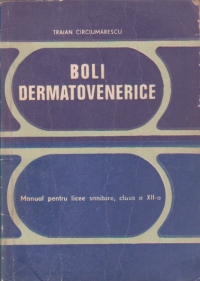 TRAIAN CIRCIUMĂRESCU
BOLI
DERMATOVENERICE
Manual pentru licee sanitare, clasa a XII-a